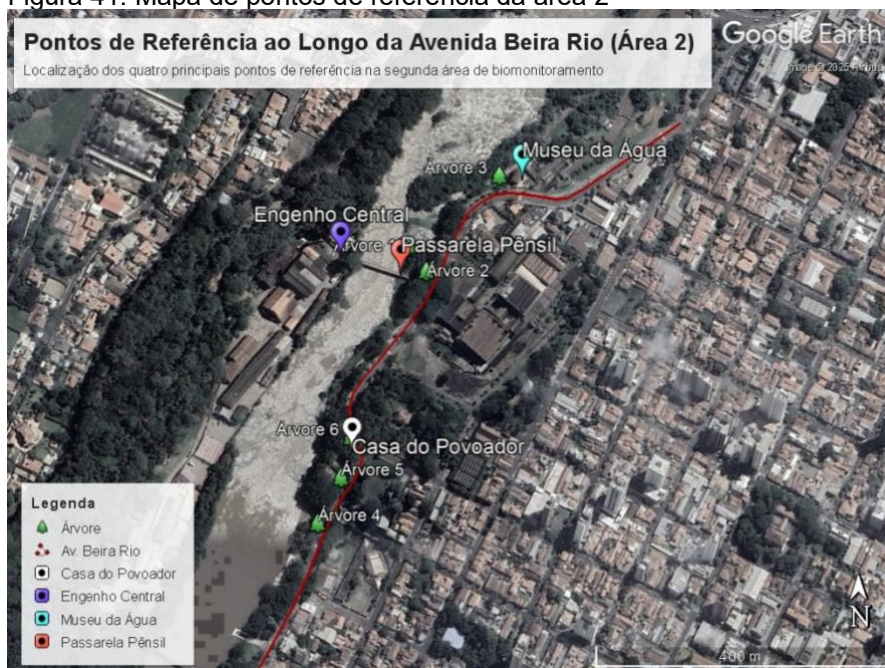 Figura 41: Mapa de pontos de referência da área 2
Pontos de Referência ao Longo da Avenida Beira Rio (Área 2)
Localização dos quatro principais pontos de referência na segunda área de biomonitoramento
Google Earth
Image © 2025 Airbus
Museu da Água
Árvore 3
Engenho Central
Árvore 1
Passarela Pênsil
Árvore 2
Árvore 6
Casa do Povoador
Árvore 5
Árvore 4
Legenda
Árvore
Av. Beira Rio
Casa do Povoador
Engenho Central
Museu da Água
Passarela Pênsil
N
400 m